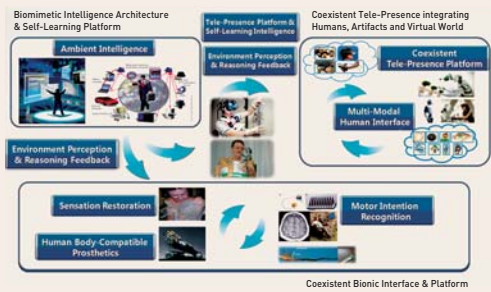 Biomimetic Intelligence Architecture
& Self-Learning Platform
Tele-Presence Platform &
Self-Learning Intelligence
Coexistent Tele-Presence integrating
Humans, Artifacts and Virtual World
Ambient Intelligence
Environment Perception
& Reasoning Feedback
Coexistent
Tele-Presence Platform
Multi-Modal
Human Interface
Environment Perception
& Reasoning Feedback
Sensation Restoration
Motor Intention
Recognition
Human Body-Compatible
Prosthetics
Coexistent Bionic Interface & Platform